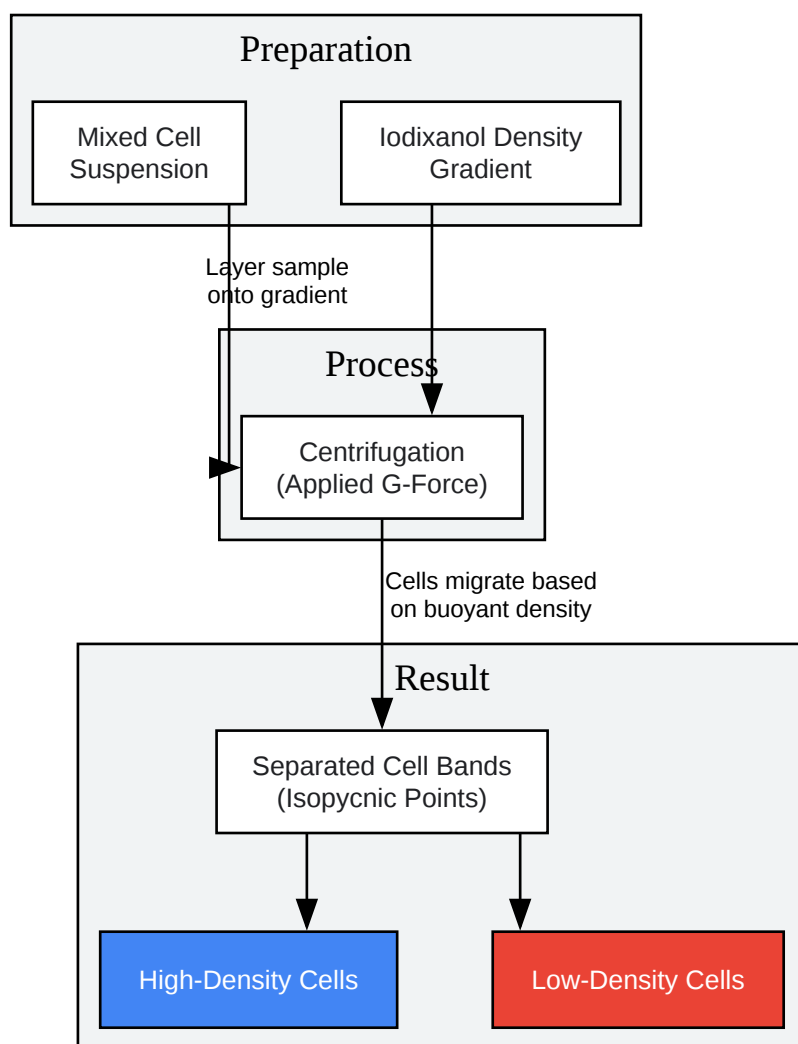 Preparation
Mixed Cell
Suspension
Iodixanol Density
Gradient
Layer sample
onto gradient
Process
Centrifugation
(Applied G-Force)
Cells migrate based
on buoyant density
Result
Separated Cell Bands
(Isopycnic Points)
High-Density Cells
Low-Density Cells